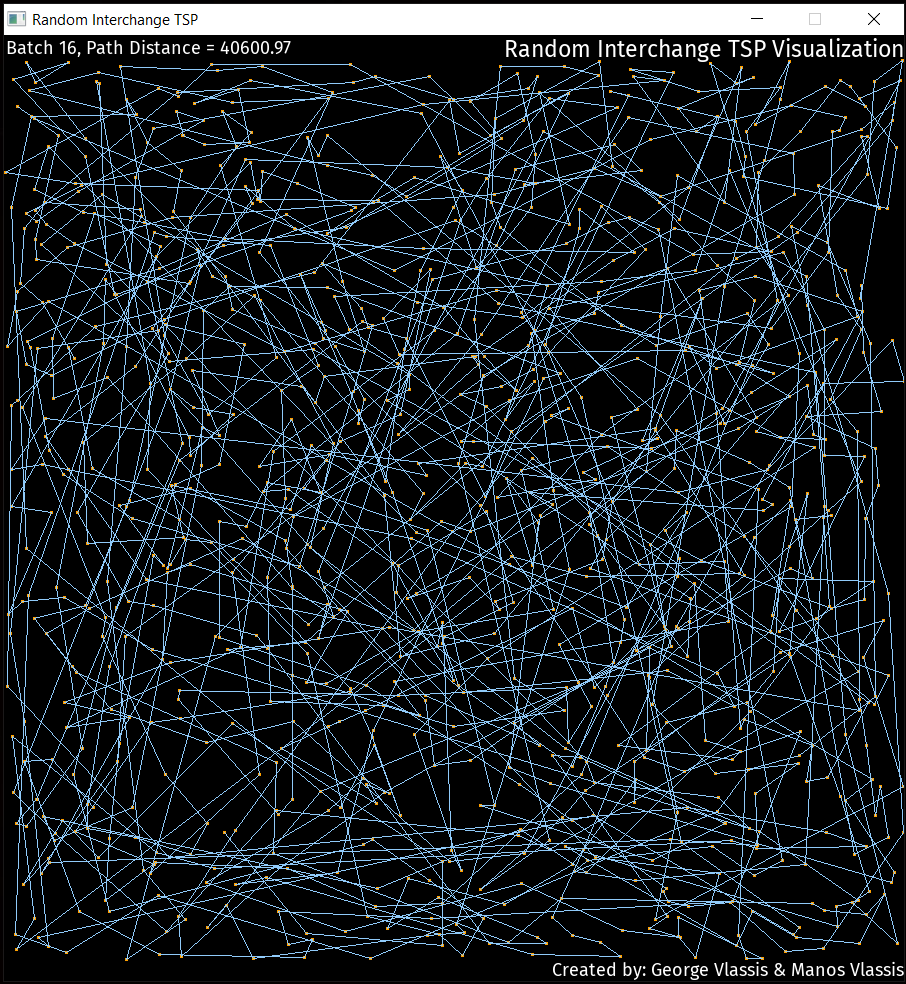 Random Interchange TSP
Batch 16, Path Distance = 40600.97
Random Interchange TSP Visualization
Created by: George Vlassis & Manos Vlassis